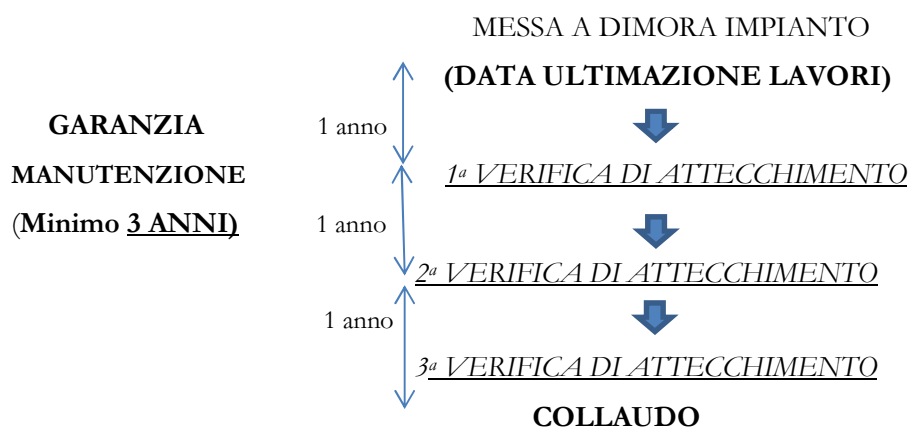 MESSA A DIMORA IMPIANTO
(DATA ULTIMAZIONE LAVORI)
GARANZIA
MANUTENZIONE
(Minimo 3 ANNI)
1 anno
1ª VERIFICA DI ATTECCHIMENTO
1 anno
2ª VERIFICA DI ATTECCHIMENTO
1 anno
3ª VERIFICA DI ATTECCHIMENTO
COLLAUDO